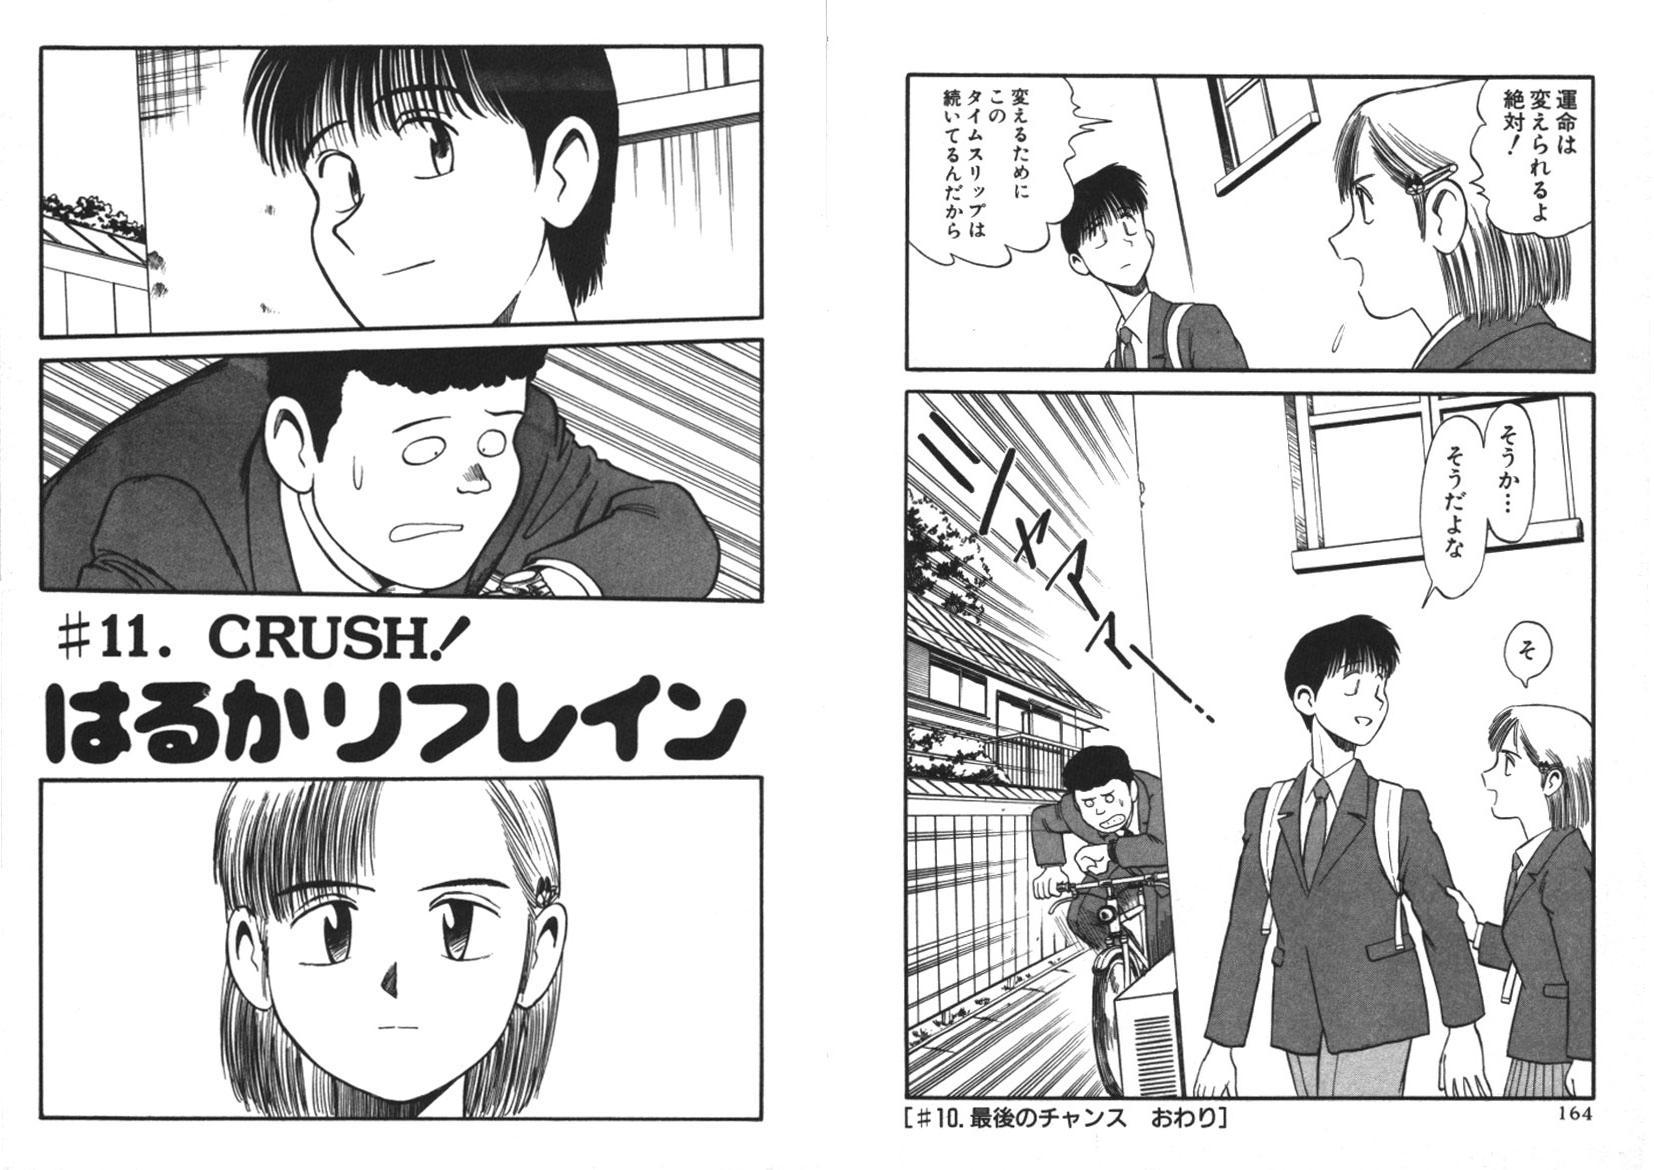 運命は
変えられるよ
絶対!
変えるために
この
タイムスリップは
続いてるんだから
そうか…
そうだよな
そ
シャママー…
[#10.最後のチャンス おわり]
164
#11. CRUSH!
はるかリフレイン